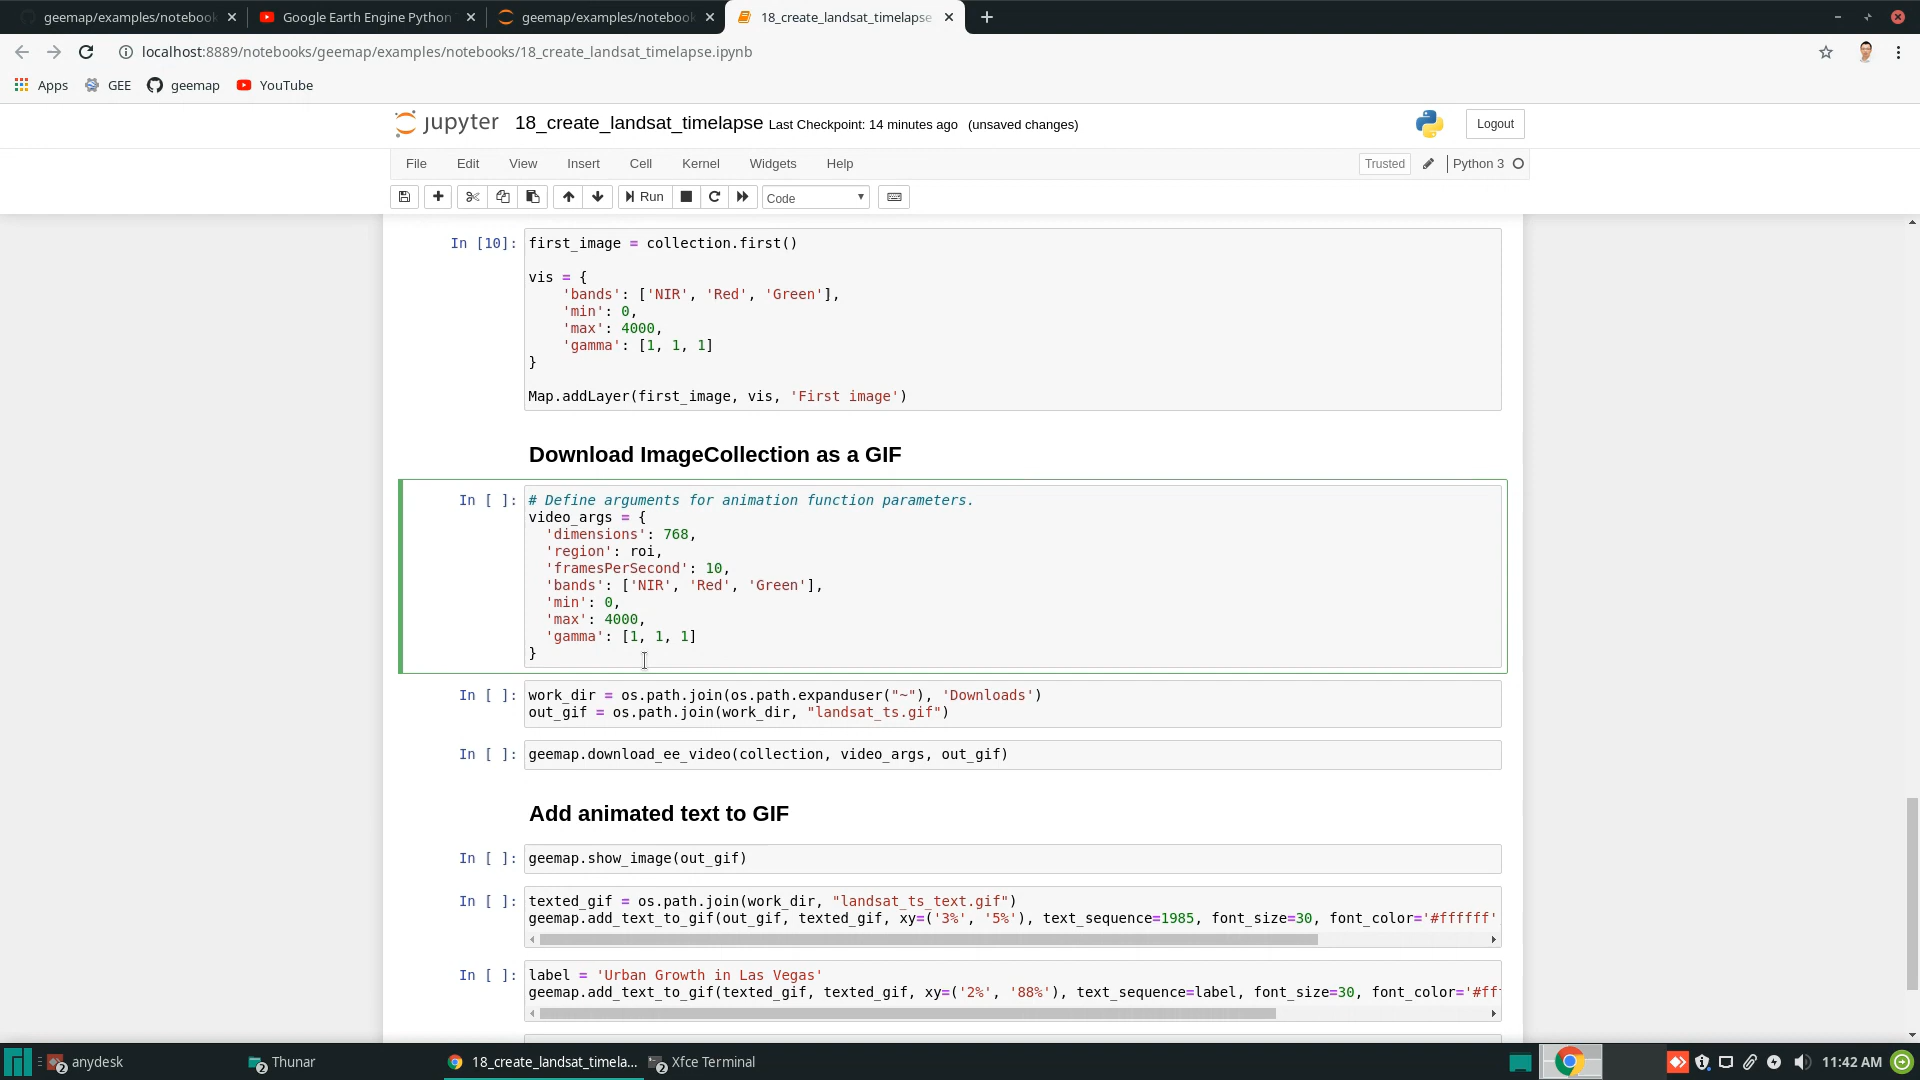 geemap/examples/notebook
Google Earth Engine Python
geemap/examples/notebook
18_create_landsat_timelapse
localhost:8889/notebooks/geemap/examples/notebooks/18_create_landsat_timelapse.ipynb
Apps
GEE
geemap
YouTube
jupyter
18_create_landsat_timelapse
Last Checkpoint: 14 minutes ago
(unsaved changes)
Logout
File
Edit
View
Insert
Cell
Kernel
Widgets
Help
Trusted
Python 3
Run
Code
In [10]:
first_image = collection.first()
vis = {
'bands': ['NIR', 'Red', 'Green'],
'min': 0,
'max': 4000,
'gamma': [1, 1, 1]
}
Map.addLayer(first_image, vis, 'First image')
Download ImageCollection as a GIF
In [ ]:
# Define arguments for animation function parameters.
video_args = {
'dimensions': 768,
'region': roi,
'framesPerSecond': 10,
'bands': ['NIR', 'Red', 'Green'],
'min': 0,
'max': 4000,
'gamma': [1, 1, 1]
}
In [ ]:
work_dir = os.path.join(os.path.expanduser("~"), 'Downloads')
out_gif = os.path.join(work_dir, "landsat_ts.gif")
In [ ]:
geemap.download_ee_video(collection, video_args, out_gif)
Add animated text to GIF
In [ ]:
geemap.show_image(out_gif)
In [ ]:
texted_gif = os.path.join(work_dir, "landsat_ts_text.gif")
geemap.add_text_to_gif(out_gif, texted_gif, xy=('3%', '5%'), text_sequence=1985, font_size=30, font_color='#ffffff'
In [ ]:
label = 'Urban Growth in Las Vegas'
geemap.add_text_to_gif(texted_gif, texted_gif, xy=('2%', '88%'), text_sequence=label, font_size=30, font_color='#fff
2
anydesk
2
Thunar
18_create_landsat_timela...
2
Xfce Terminal
11:42 AM